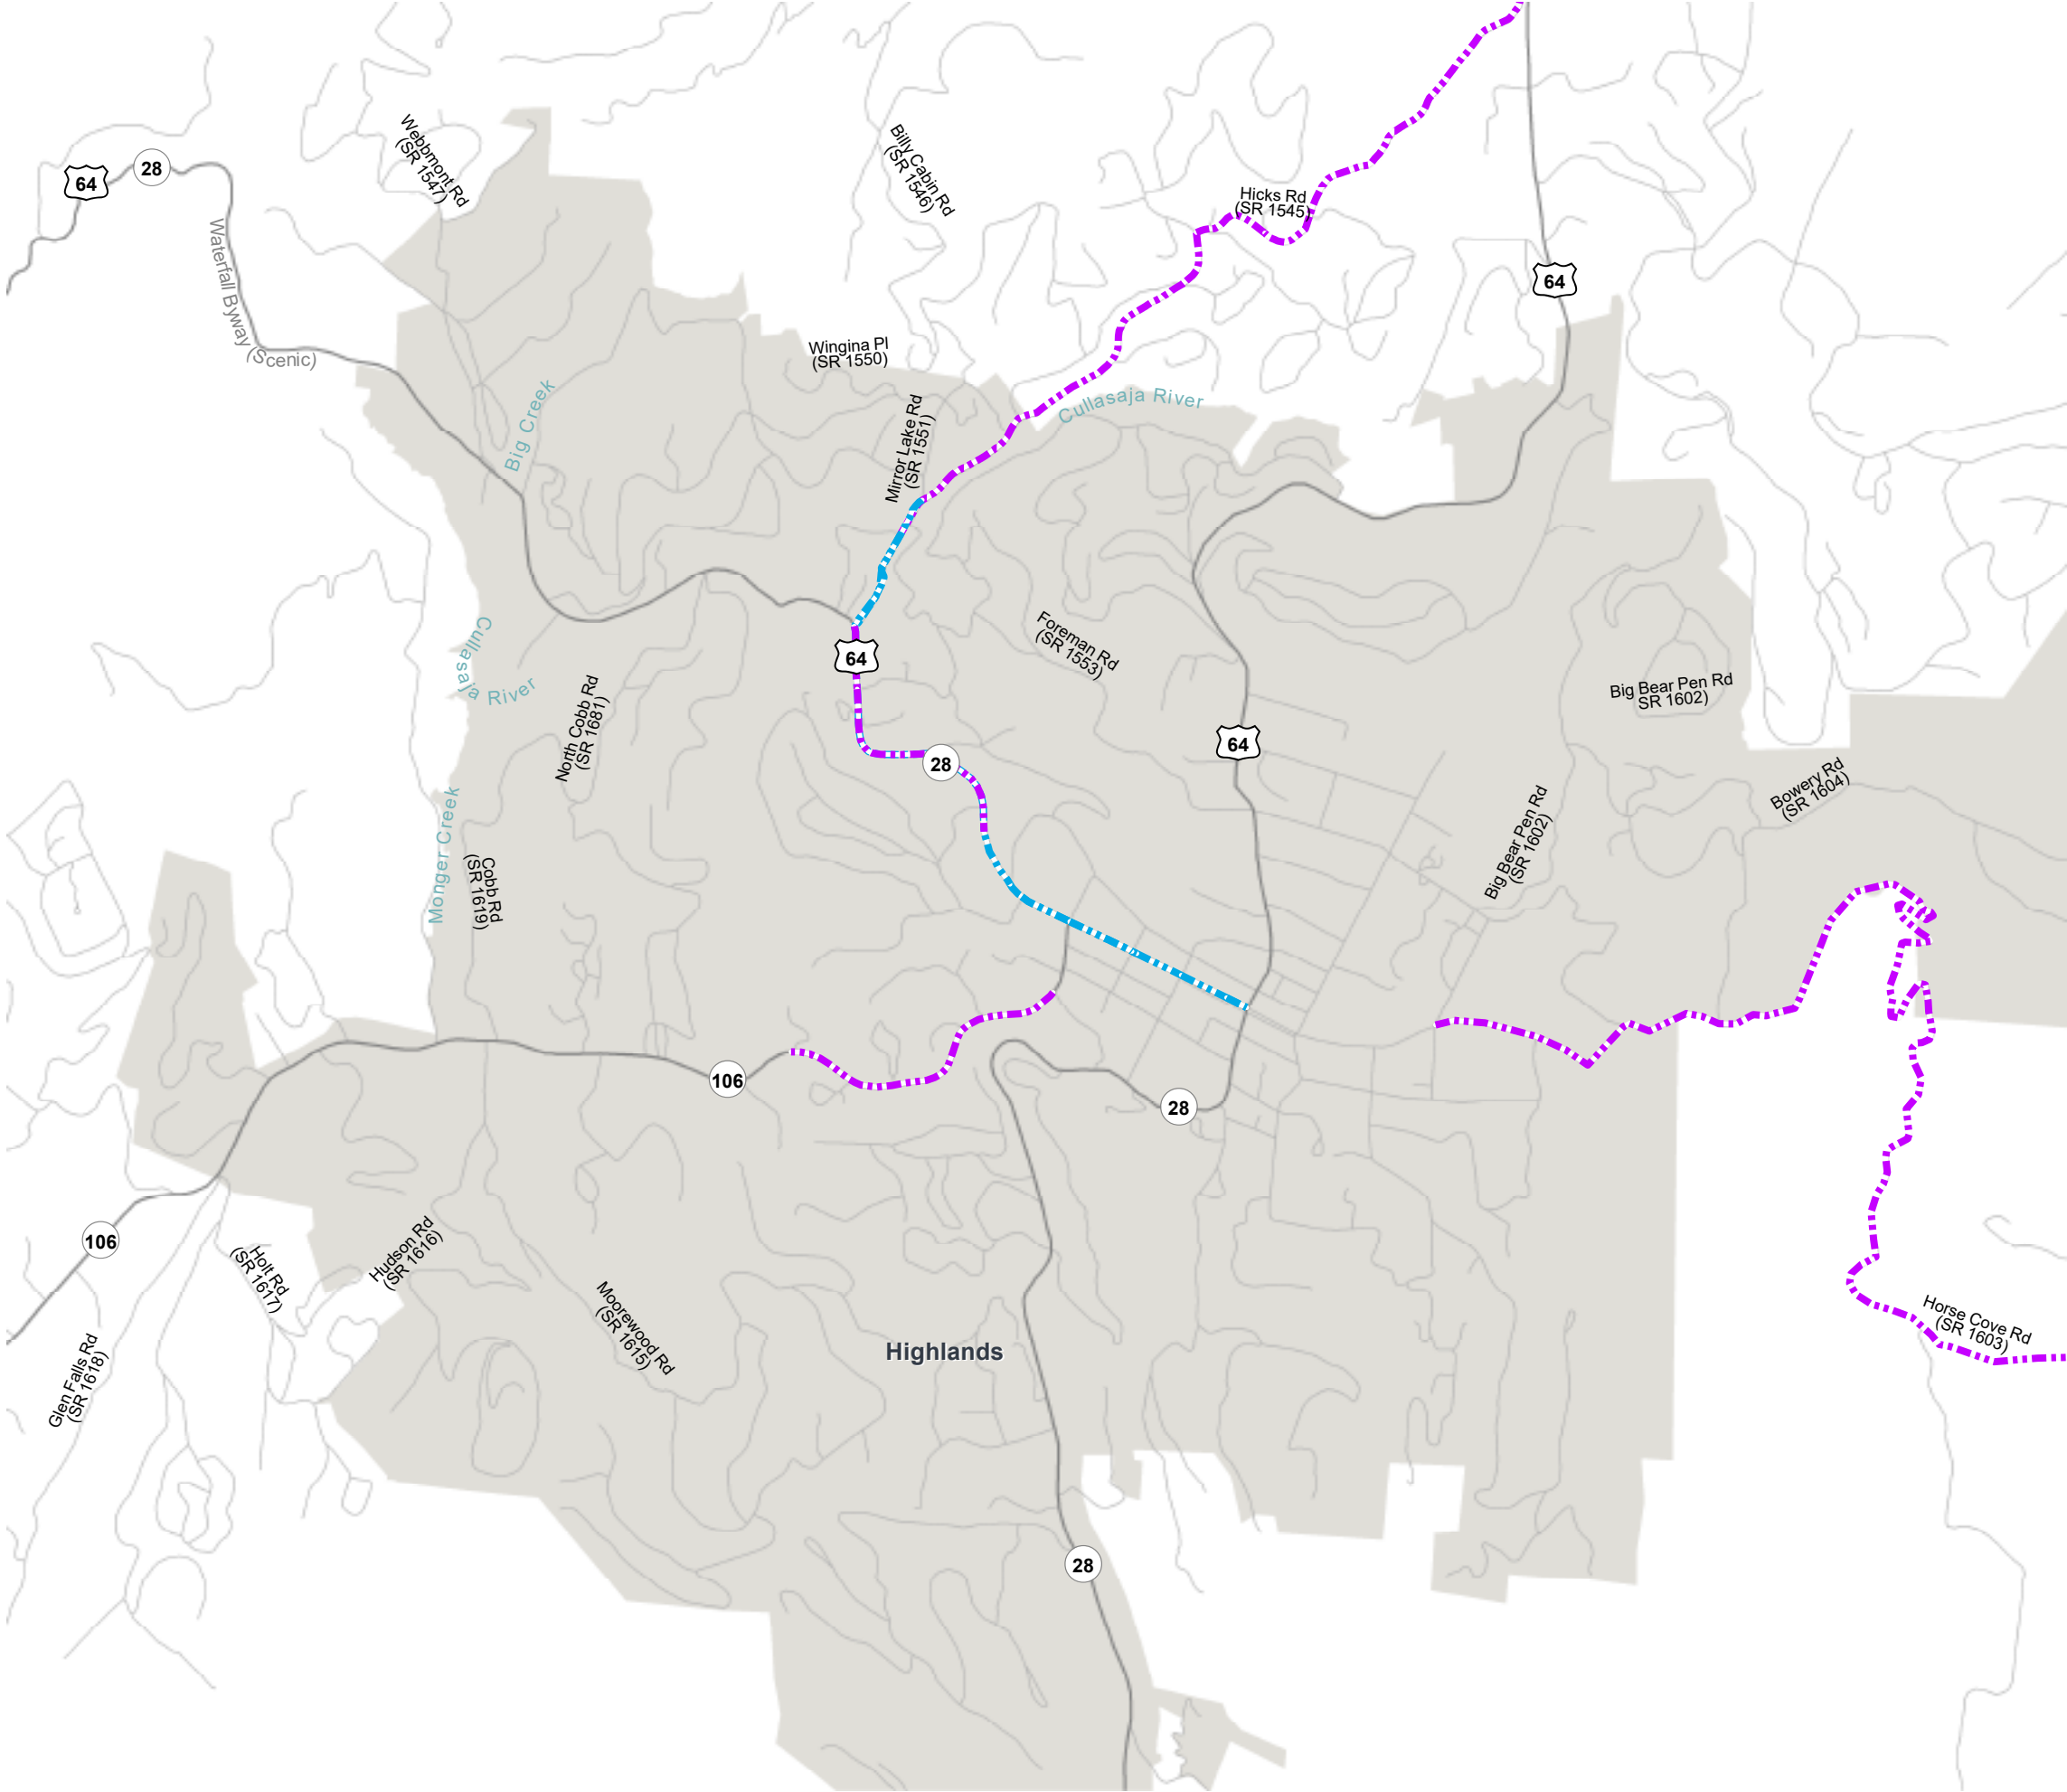 Webbmont Rd
(SR 1547)
Billy Cabin Rd
(SR 1546)
28
64
Hicks Rd
(SR 1545)
Waterfall Byway (Scenic)
64
Wingina Pl
(SR 1550)
Big Creek
Mirror Lake Rd
(SR 1551)
Cullasaja River
Cullasaja River
64
Foreman Rd
(SR 1553)
North Cobb Rd
(SR 1681)
Big Bear Pen Rd
SR 1602)
64
28
Bowery Rd
(SR 1604)
Monger Creek
Cobb Rd
(SR 1619)
Big Bear Pen Rd
(SR 1602)
106
28
106
Holt Rd
(SR 1617)
Hudson Rd
(SR 1616)
Moorewood Rd
(SR 1615)
Glen Falls Rd
(SR 1618)
Highlands
Horse Cove Rd
(SR 1603)
28